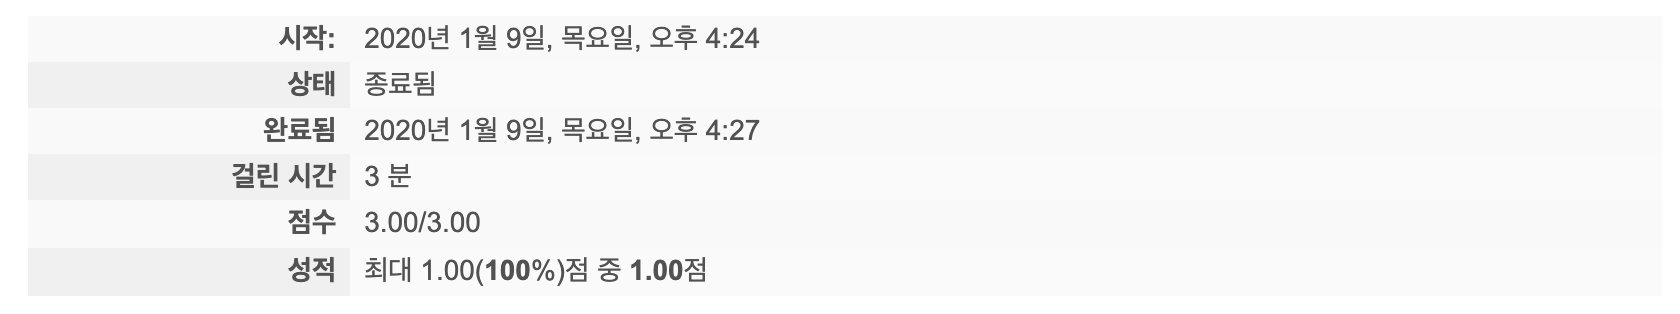 시작: 2020년 1월 9일, 목요일, 오후 4:24
상태 종료됨
완료됨 2020년 1월 9일, 목요일, 오후 4:27
걸린 시간 3 분
점수 3.00/3.00
성적 최대 1.00(100%)점 중 1.00점